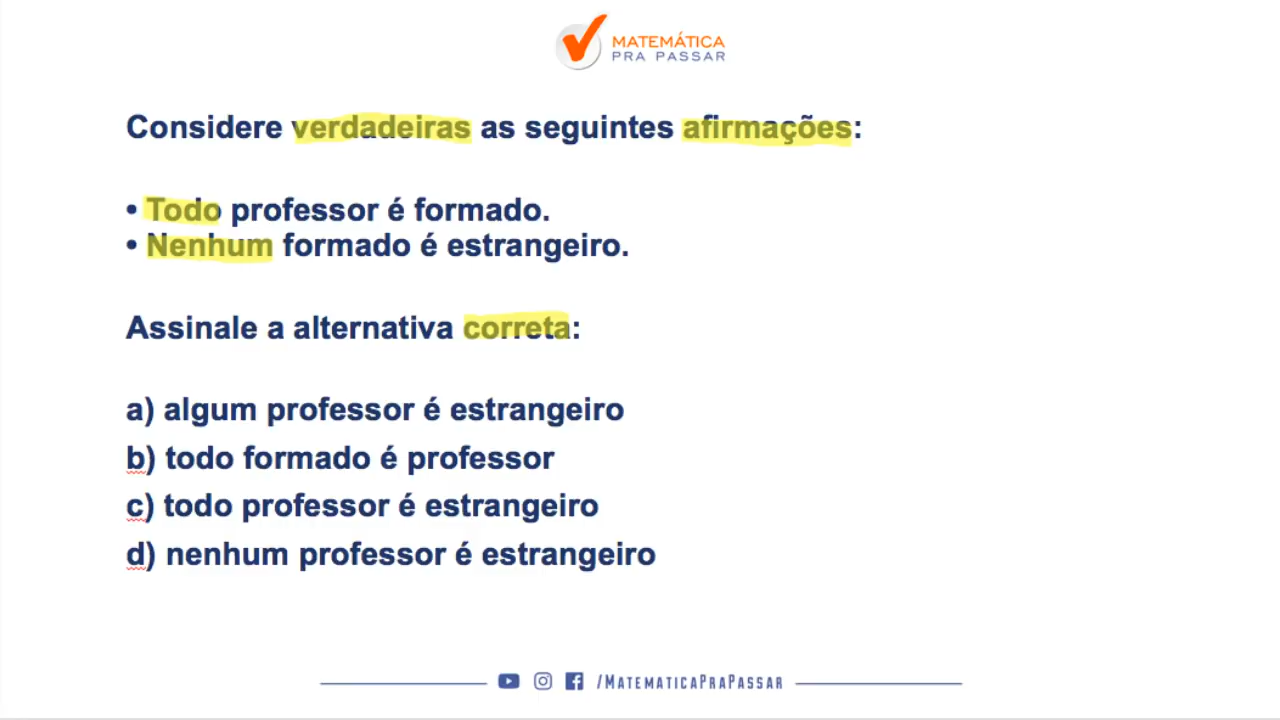 MATEMÁTICA
PRA PASSAR
Considere verdadeiras as seguintes afirmações:
• Todo professor é formado.
• Nenhum formado é estrangeiro.
Assinale a alternativa correta:
a) algum professor é estrangeiro
b) todo formado é professor
c) todo professor é estrangeiro
d) nenhum professor é estrangeiro
/MATEMATICAPRAPASSAR